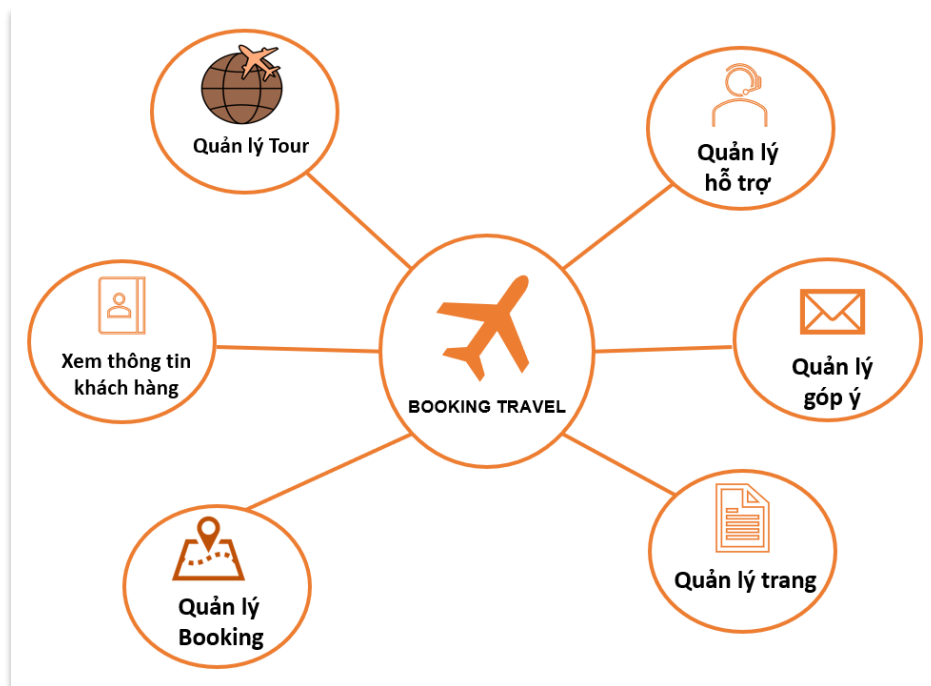 Quản lý Tour
Quản lý
hỗ trợ
Xem thông tin
khách hàng
BOOKING TRAVEL
Quản lý
góp ý
Quản lý
Booking
Quản lý trang